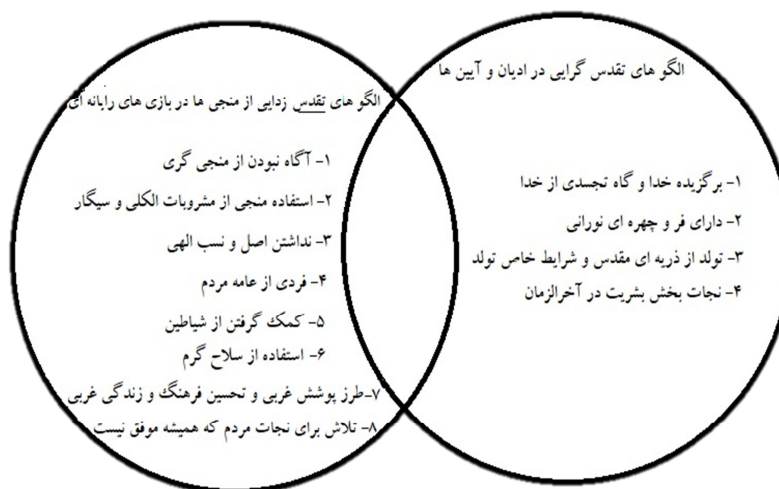 الگو های تقدس گرایی در ادیان و آیین ها
۱- برگزیده خدا و گاه تجسدی از خدا
۲- دارای فر و چهره ای نورانی
۳- تولد از ذریه ای مقدس و شرایط خاص تولد
۴- نجات بخش بشریت در آخرالزمان
الگو های تقدس زدایی از منجی ها در بازی های رایانه ای
۱- آگاه نبودن از منجی گری
۲- استفاده منجی از مشروبات الکلی و سیگار
۳- نداشتن اصل و نسب الهی
۴- فردی از عامه مردم
۵- کمک گرفتن از شیاطین
۶- استفاده از سلاح گرم
۷-طرز پوشش غربی و تحسین فرهنگ و زندگی غربی
۸- تلاش برای نجات مردم که همیشه موفق نیست